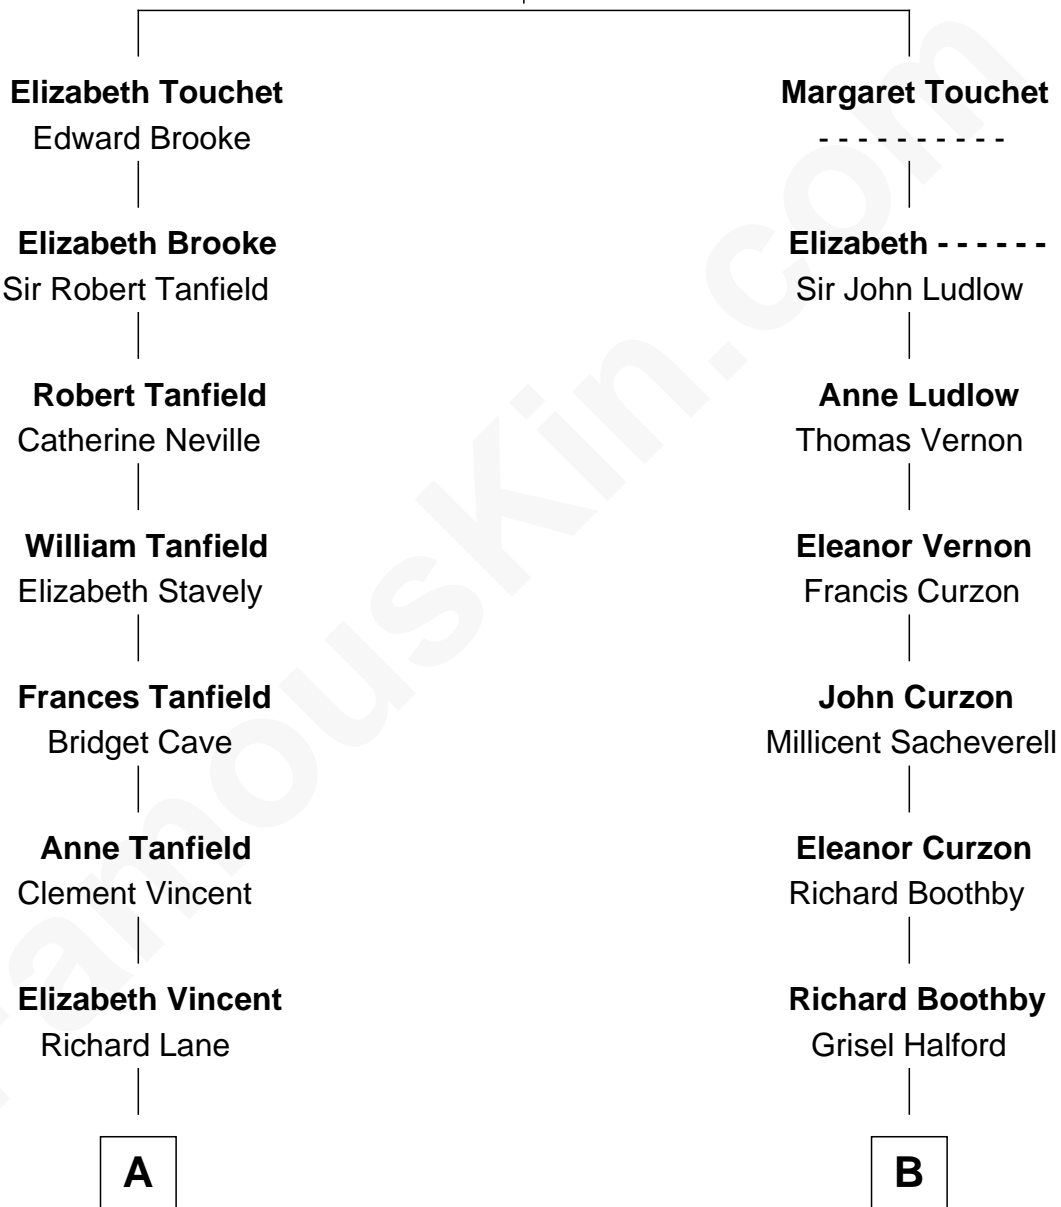 Elizabeth Touchet
Edward Brooke
Margaret Touchet
- - - - - - - - - -
Elizabeth Brooke
Sir Robert Tanfield
Elizabeth - - - - - -
Sir John Ludlow
Robert Tanfield
Catherine Neville
Anne Ludlow
Thomas Vernon
William Tanfield
Elizabeth Stavely
Eleanor Vernon
Francis Curzon
Frances Tanfield
Bridget Cave
John Curzon
Millicent Sacheverell
Anne Tanfield
Clement Vincent
Eleanor Curzon
Richard Boothby
Elizabeth Vincent
Richard Lane
Richard Boothby
Grisel Halford
A
B
FamousKin.com